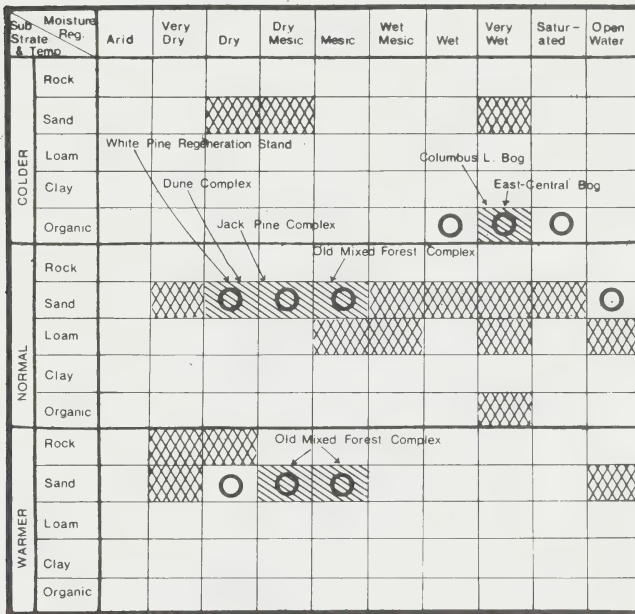 Sub Strate & Temp Moisture Reg. Arid Very Dry Dry Dry Mesic Mesic Wet Mesic Wet Very Wet Satur-ated Open Water
COLDER
Rock
Sand
White Pine Regeneration Stand
Loam
Columbus L. Bog
Dune Complex
Clay
East-Central Bog
Jack Pine Complex
Organic
Old Mixed Forest Complex
NORMAL
Rock
Sand
Loam
Clay
Organic
WARMER
Rock
Old Mixed Forest Complex
Sand
Loam
Clay
Organic